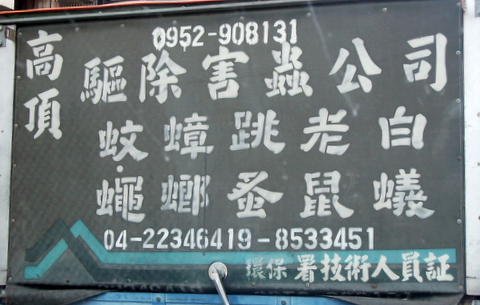 0952-908131
高頂
驅除害蟲公司
蚊蟑跳老白
蠅螂蚤鼠蟻
04-22346419-8533451
環保署技術人員証